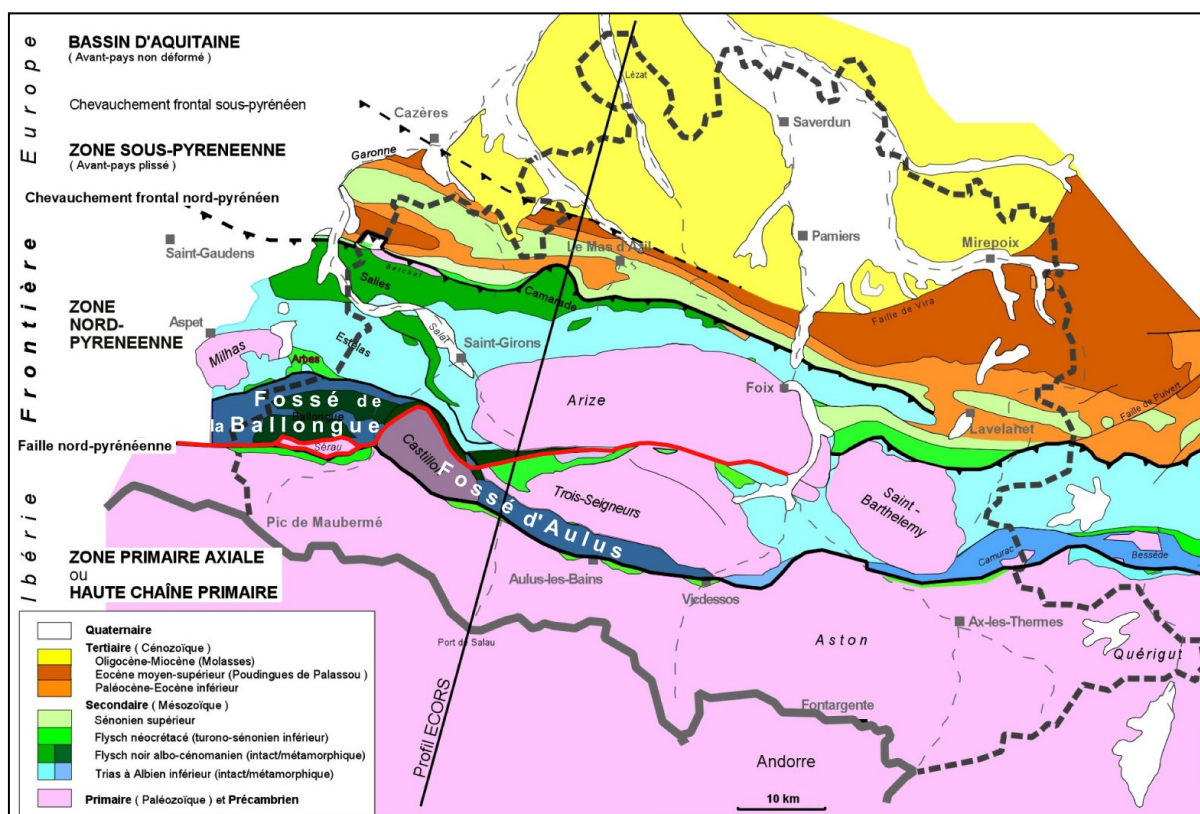 Europe
BASSIN D'AQUITAINE
( Avant-pays non déformé )
Chevauchement frontal sous-pyrénéen
ZONE SOUS-PYRENEENNE
(Avant-pays plissé )
Chevauchement frontal nord-pyrénéen
Frontière
ZONE
NORD-
PYRENEENNE
Faille nord-pyrénéenne
Ibérie
ZONE PRIMAIRE AXIALE
ou
HAUTE CHAÎNE PRIMAIRE
Lézat
Cazères
Saverdun
Garonne
Saint-Gaudens
Le Mas d'Azil
Pamiers
Mirepoix
Salies
Camarade
Faille de Vira
Aspet
Milhas
Estelas
Salat
Saint-Girons
Arbes
Foix
Arize
Faille de Puivert
Lavelanet
Fossé de
la Ballongue
Ballongue
Sérau
Castillon
Fossé d'Aulus
Trois-Seigneurs
Saint-
Barthelemy
Pic de Maubermé
Camurac
Bessède
Aulus-les-Bains
Vicdessos
Port de Salau
Aston
Ax-les-Thermes
Quérigut
Fontargente
Profil ECORS
Andorre
10 km
Quaternaire
Tertiaire ( Cénozoïque )
Oligocène-Miocène (Molasses)
Eocène moyen-supérieur (Poudingues de Palassou )
Paléocène-Eocène inférieur
Secondaire ( Mésozoïque )
Sénonien supérieur
Flysch néocrétacé (turono-sénonien inférieur)
Flysch noir albo-cénomanien (intact/métamorphique)
Trias à Albien inférieur (intact/métamorphique)
Primaire ( Paléozoïque ) et Précambrien